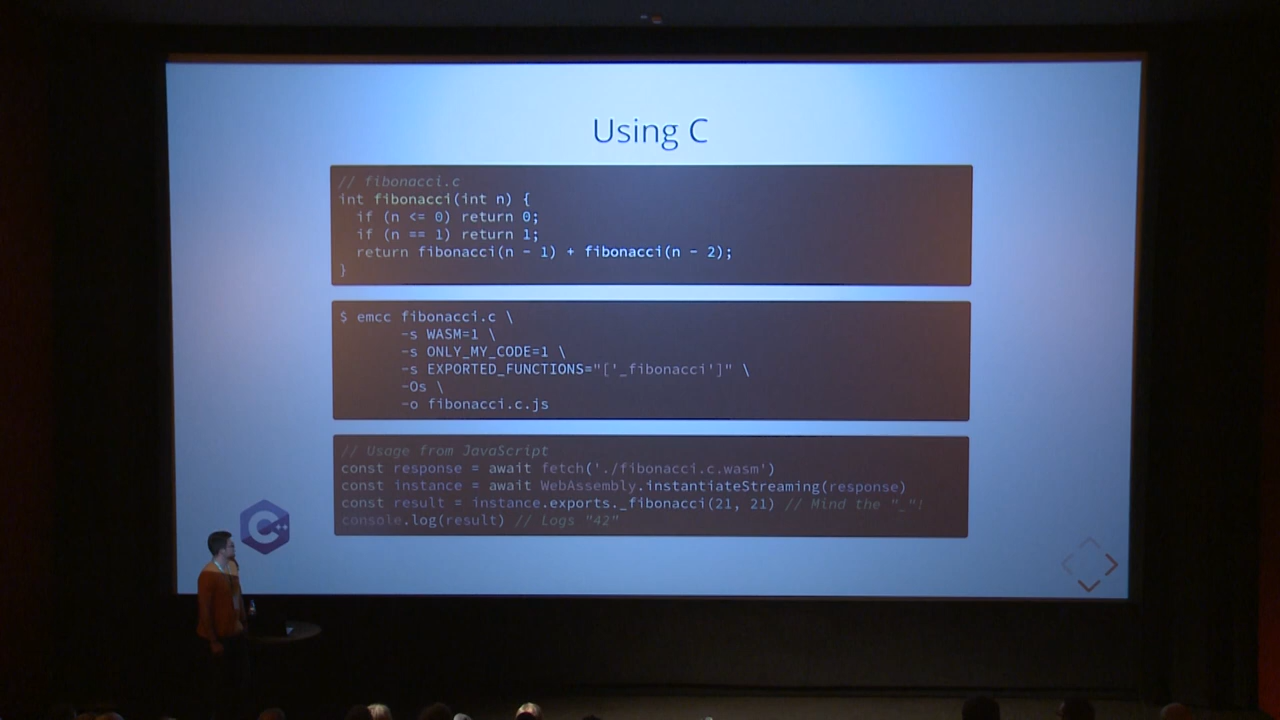 Using C
// fibonacci.c
int fibonacci(int n) {
  if (n <= 0) return 0;
  if (n == 1) return 1;
  return fibonacci(n - 1) + fibonacci(n - 2);
}
$ emcc fibonacci.c \
       -s WASM=1 \
       -s ONLY_MY_CODE=1 \
       -s EXPORTED_FUNCTIONS="['_fibonacci']" \
       -Os \
       -o fibonacci.c.js
// Usage from JavaScript
const response = await fetch('./fibonacci.c.wasm')
const instance = await WebAssembly.instantiateStreaming(response)
const result = instance.exports._fibonacci(21, 21) // Mind the "_"!
console.log(result) // Logs "42"
C++